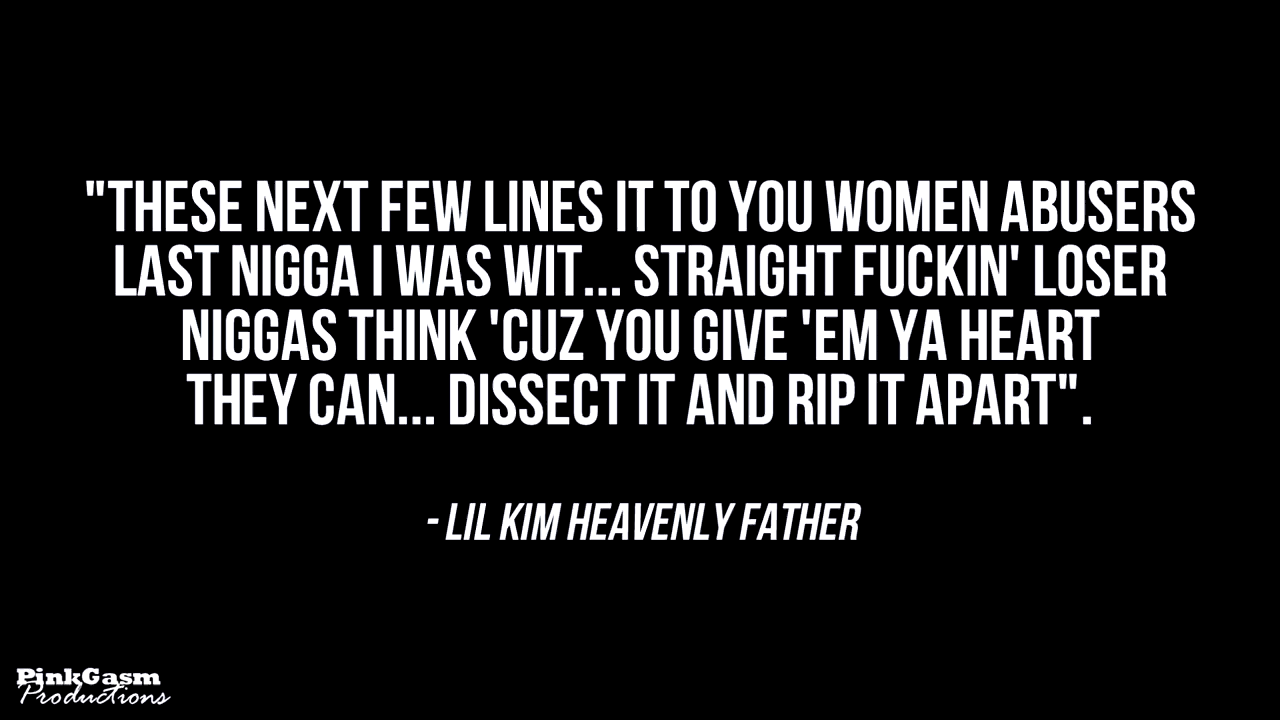 "THESE NEXT FEW LINES IT TO YOU WOMEN ABUSERS
LAST NIGGA I WAS WIT... STRAIGHT FUCKIN' LOSER
NIGGAS THINK 'CUZ YOU GIVE 'EM YA HEART
THEY CAN... DISSECT IT AND RIP IT APART".
- LIL KIM HEAVENLY FATHER
PinkGasm
Productions